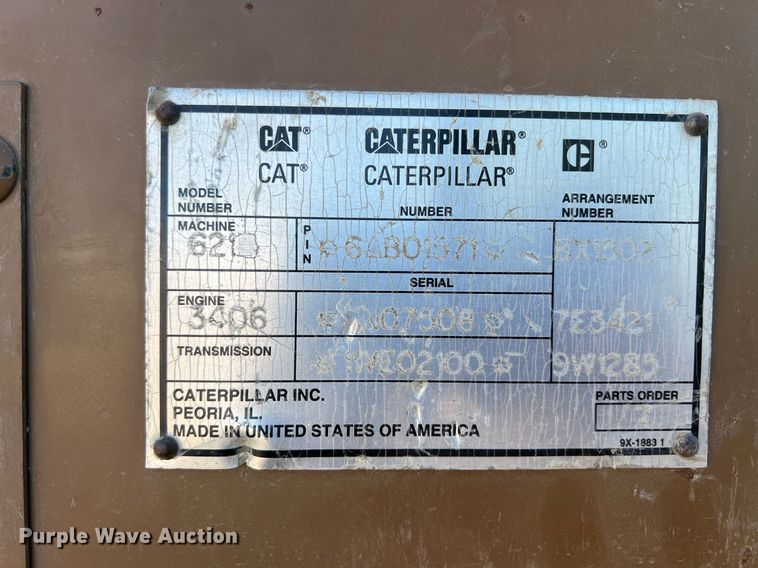 CAT® CATERPILLAR®
CAT® CATERPILLAR®
MODEL NUMBER NUMBER ARRANGEMENT NUMBER
MACHINE
PIN
SERIAL
ENGINE
3406 7E3421
TRANSMISSION 9W1289
CATERPILLAR INC. PARTS ORDER
PEORIA, IL.
MADE IN UNITED STATES OF AMERICA
9X-1883 1
Purple Wave Auction